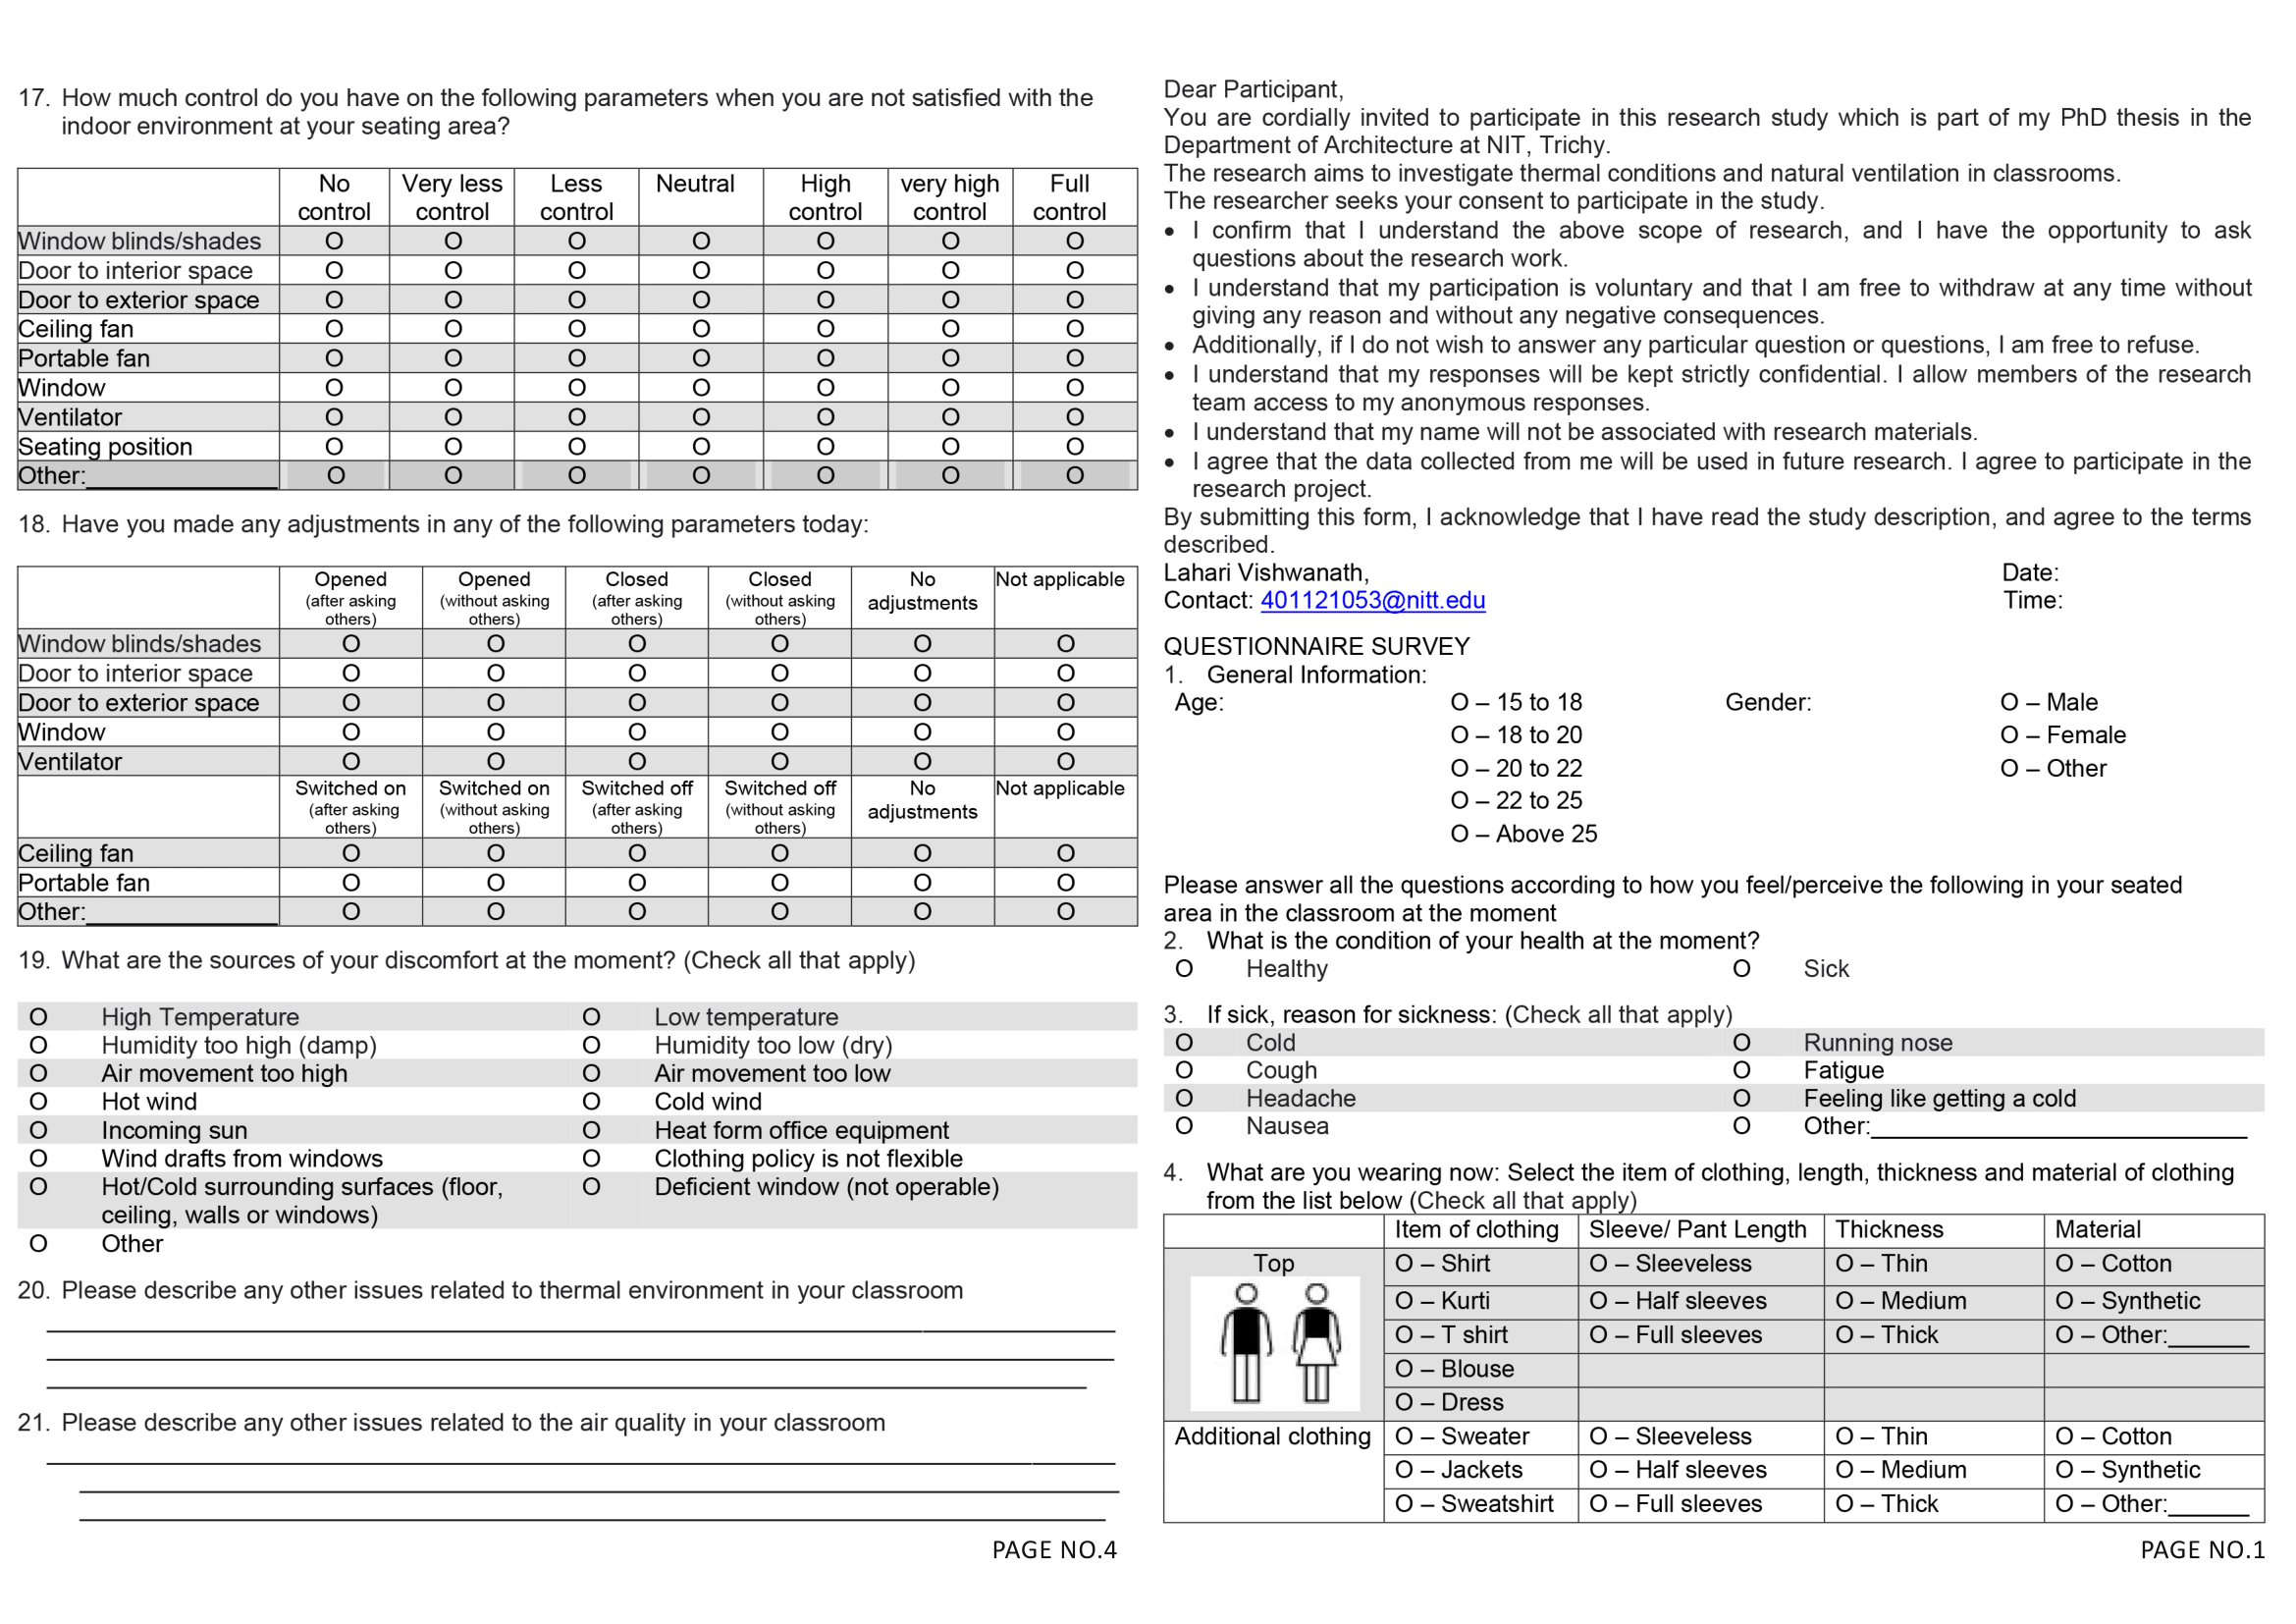 17. How much control do you have on the following parameters when you are not satisfied with the
indoor environment at your seating area?
No control Very less control Less control Neutral High control very high control Full control
Window blinds/shades O O O O O O O
Door to interior space O O O O O O O
Door to exterior space O O O O O O O
Ceiling fan O O O O O O O
Portable fan O O O O O O O
Window O O O O O O O
Ventilator O O O O O O O
Seating position O O O O O O O
Other:______________ O O O O O O O
18. Have you made any adjustments in any of the following parameters today:
Opened (after asking others) Opened (without asking others) Closed (after asking others) Closed (without asking others) No adjustments Not applicable
Window blinds/shades O O O O O O
Door to interior space O O O O O O
Door to exterior space O O O O O O
Window O O O O O O
Ventilator O O O O O O
Switched on (after asking others) Switched on (without asking others) Switched off (after asking others) Switched off (without asking others) No adjustments Not applicable
Ceiling fan O O O O O O
Portable fan O O O O O O
Other:______________ O O O O O O
19. What are the sources of your discomfort at the moment? (Check all that apply)
O High Temperature O Low temperature
O Humidity too high (damp) O Humidity too low (dry)
O Air movement too high O Air movement too low
O Hot wind O Cold wind
O Incoming sun O Heat form office equipment
O Wind drafts from windows O Clothing policy is not flexible
O Hot/Cold surrounding surfaces (floor, O Deficient window (not operable)
ceiling, walls or windows)
O Other
20. Please describe any other issues related to thermal environment in your classroom
21. Please describe any other issues related to the air quality in your classroom
PAGE NO.4
Dear Participant,
You are cordially invited to participate in this research study which is part of my PhD thesis in the
Department of Architecture at NIT, Trichy.
The research aims to investigate thermal conditions and natural ventilation in classrooms.
The researcher seeks your consent to participate in the study.
• I confirm that I understand the above scope of research, and I have the opportunity to ask
questions about the research work.
• I understand that my participation is voluntary and that I am free to withdraw at any time without
giving any reason and without any negative consequences.
• Additionally, if I do not wish to answer any particular question or questions, I am free to refuse.
• I understand that my responses will be kept strictly confidential. I allow members of the research
team access to my anonymous responses.
• I understand that my name will not be associated with research materials.
• I agree that the data collected from me will be used in future research. I agree to participate in the
research project.
By submitting this form, I acknowledge that I have read the study description, and agree to the terms
described.
Lahari Vishwanath, Date:
Contact: 401121053@nitt.edu Time:
QUESTIONNAIRE SURVEY
1. General Information:
Age: O – 15 to 18 Gender: O – Male
O – 18 to 20 O – Female
O – 20 to 22 O – Other
O – 22 to 25
O – Above 25
Please answer all the questions according to how you feel/perceive the following in your seated
area in the classroom at the moment
2. What is the condition of your health at the moment?
O Healthy O Sick
3. If sick, reason for sickness: (Check all that apply)
O Cold O Running nose
O Cough O Fatigue
O Headache O Feeling like getting a cold
O Nausea O Other:____________________________
4. What are you wearing now: Select the item of clothing, length, thickness and material of clothing
from the list below (Check all that apply)
Item of clothing Sleeve/ Pant Length Thickness Material
Top O – Shirt O – Sleeveless O – Thin O – Cotton
O – Kurti O – Half sleeves O – Medium O – Synthetic
O – T shirt O – Full sleeves O – Thick O – Other:______
O – Blouse
O – Dress
Additional clothing O – Sweater O – Sleeveless O – Thin O – Cotton
O – Jackets O – Half sleeves O – Medium O – Synthetic
O – Sweatshirt O – Full sleeves O – Thick O – Other:______
PAGE NO.1